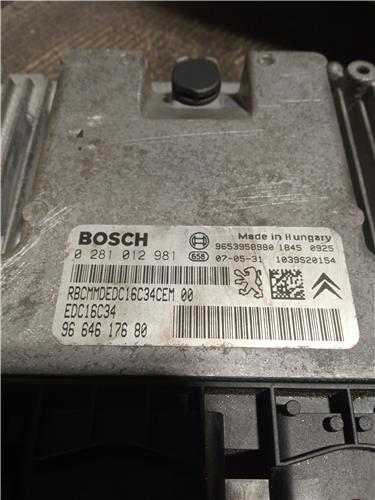 BOSCH
Made in Hungary
9653958980 1845 0925
0 281 012 981
658 07-05-31 1039S20154
RBCMMDEDC16C34CEM 00
EDC16C34
96 646 176 80